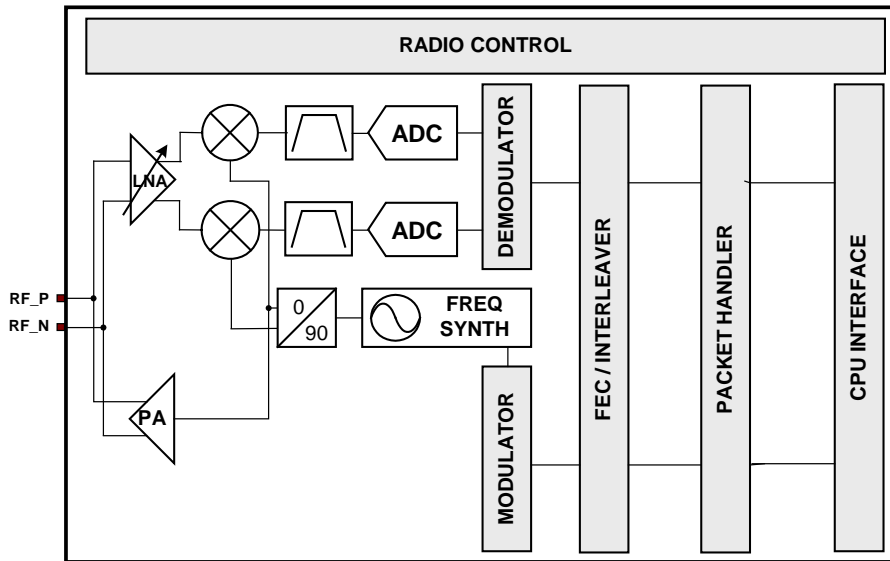 RADIO CONTROL
LNA
ADC
ADC
DEMODULATOR
FEC / INTERLEAVER
PACKET HANDLER
CPU INTERFACE
RF_P
RF_N
0
90
FREQ
SYNTH
PA
MODULATOR